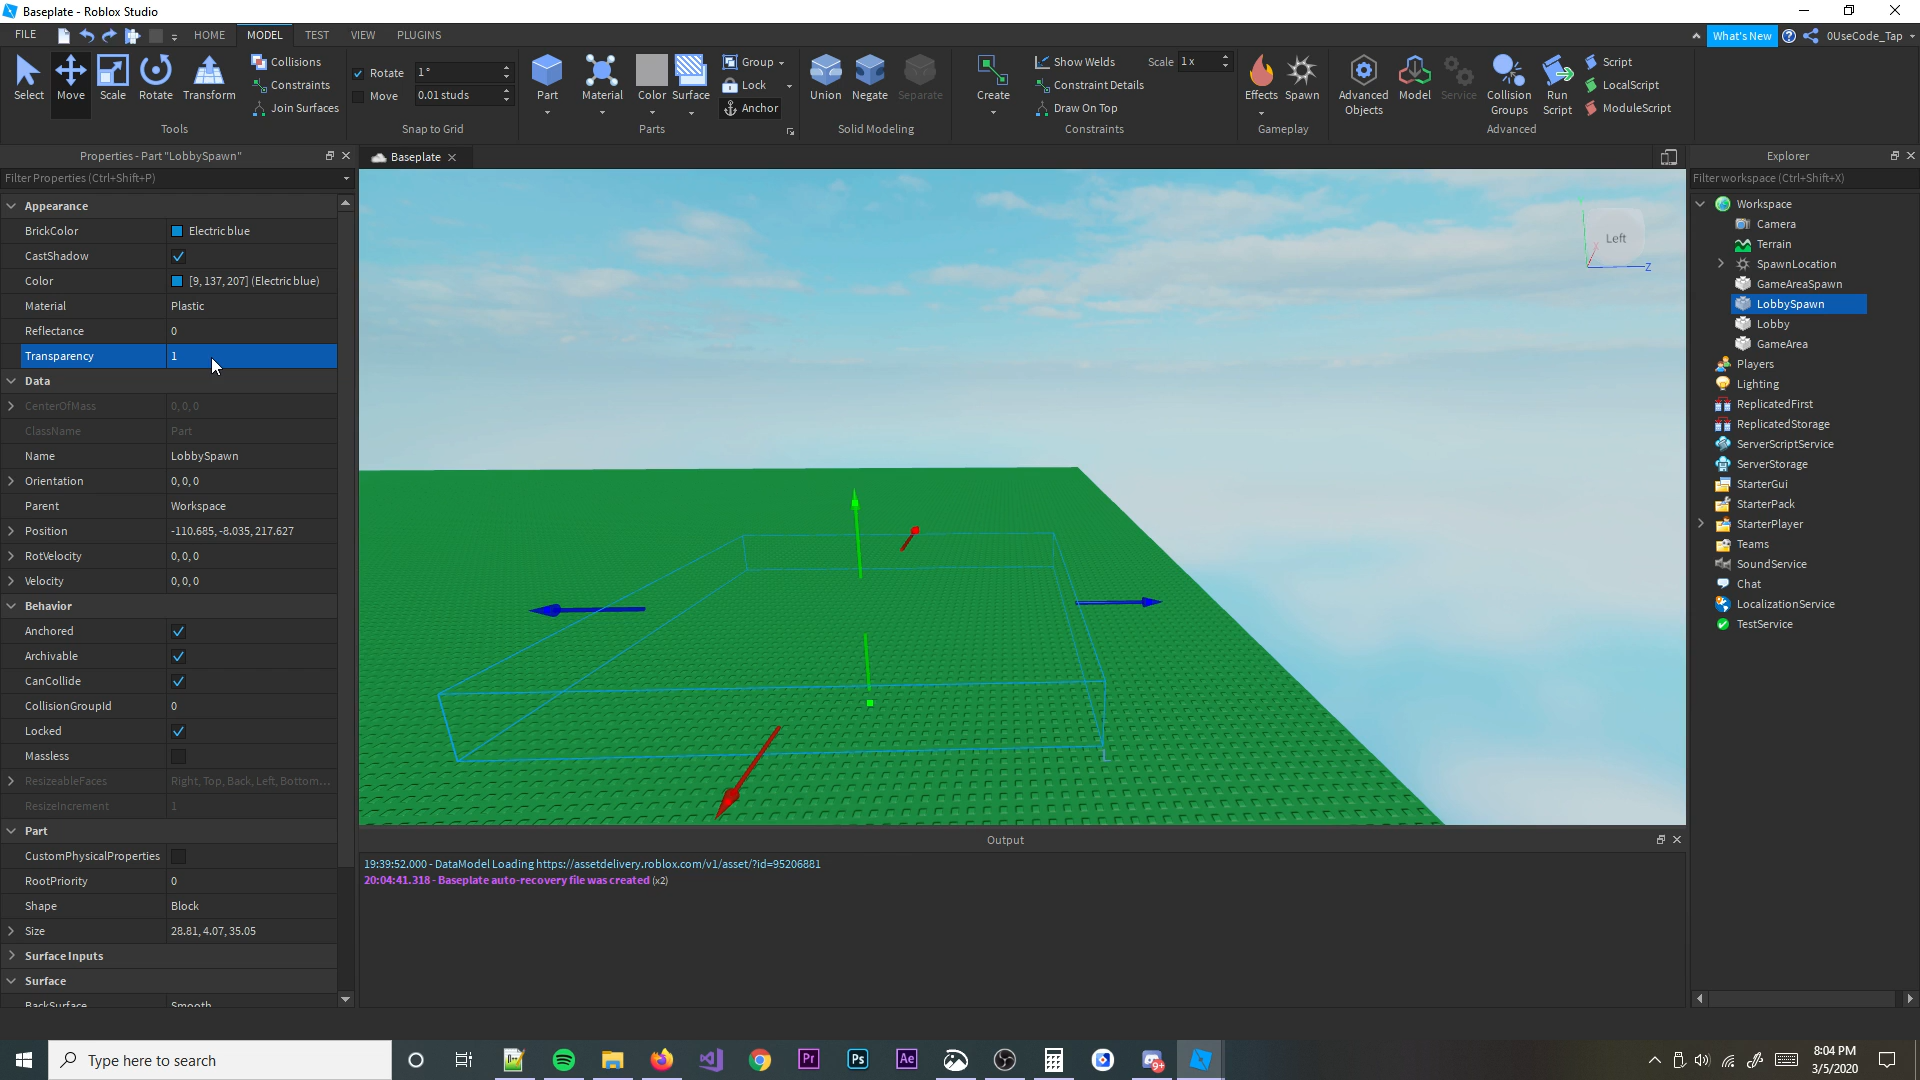 Baseplate - Roblox Studio
FILE HOME MODEL TEST VIEW PLUGINS What's New 0UseCode_Tap
Select Move Scale Rotate Transform
Collisions
Constraints
Join Surfaces
Tools
Rotate 1°
Move 0.01 studs
Snap to Grid
Part Material Color Surface
Group
Lock
Anchor
Parts
Union Negate Separate
Solid Modeling
Create
Show Welds Scale 1x
Constraint Details
Draw On Top
Constraints
Effects Spawn
Gameplay
Advanced Objects
Model
Service
Collision Groups
Run Script
Script
LocalScript
ModuleScript
Advanced
Properties - Part "LobbySpawn"
Filter Properties (Ctrl+Shift+P)
Appearance
BrickColor Electric blue
CastShadow
Color [9, 137, 207] (Electric blue)
Material Plastic
Reflectance 0
Transparency 1
Data
CenterOfMass 0, 0, 0
ClassName Part
Name LobbySpawn
Orientation 0, 0, 0
Parent Workspace
Position -110.685, -8.035, 217.627
RotVelocity 0, 0, 0
Velocity 0, 0, 0
Behavior
Anchored
Archivable
CanCollide
CollisionGroupId 0
Locked
Massless
ResizeableFaces Right, Top, Back, Left, Bottom...
ResizeIncrement 1
Part
CustomPhysicalProperties
RootPriority 0
Shape Block
Size 28.81, 4.07, 35.05
Surface Inputs
Surface
BackSurface Smooth
Baseplate
Left
Z
Output
19:39:52.000 - DataModel Loading https://assetdelivery.roblox.com/v1/asset/?id=95206881
20:04:41.318 - Baseplate auto-recovery file was created (x2)
Explorer
Filter workspace (Ctrl+Shift+X)
Workspace
Camera
Terrain
SpawnLocation
GameAreaSpawn
LobbySpawn
Lobby
GameArea
Players
Lighting
ReplicatedFirst
ReplicatedStorage
ServerScriptService
ServerStorage
StarterGui
StarterPack
StarterPlayer
Teams
SoundService
Chat
LocalizationService
TestService
Type here to search
Pr
Ps
Ae
9+
8:04 PM
3/5/2020